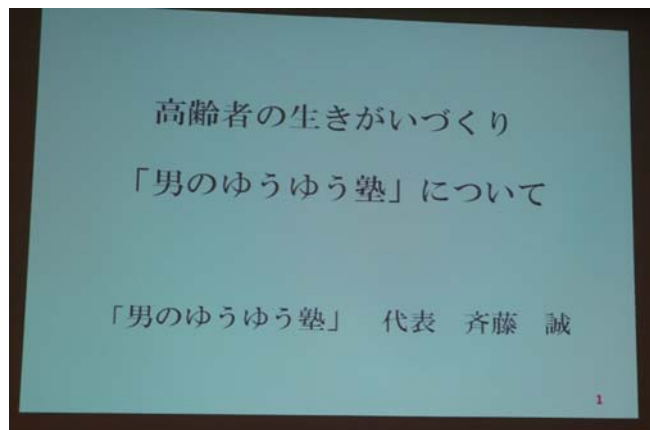 高齢者の生きがいづくり
「男のゆうゆう塾」について
「男のゆうゆう塾」　代表　斉藤　誠
1